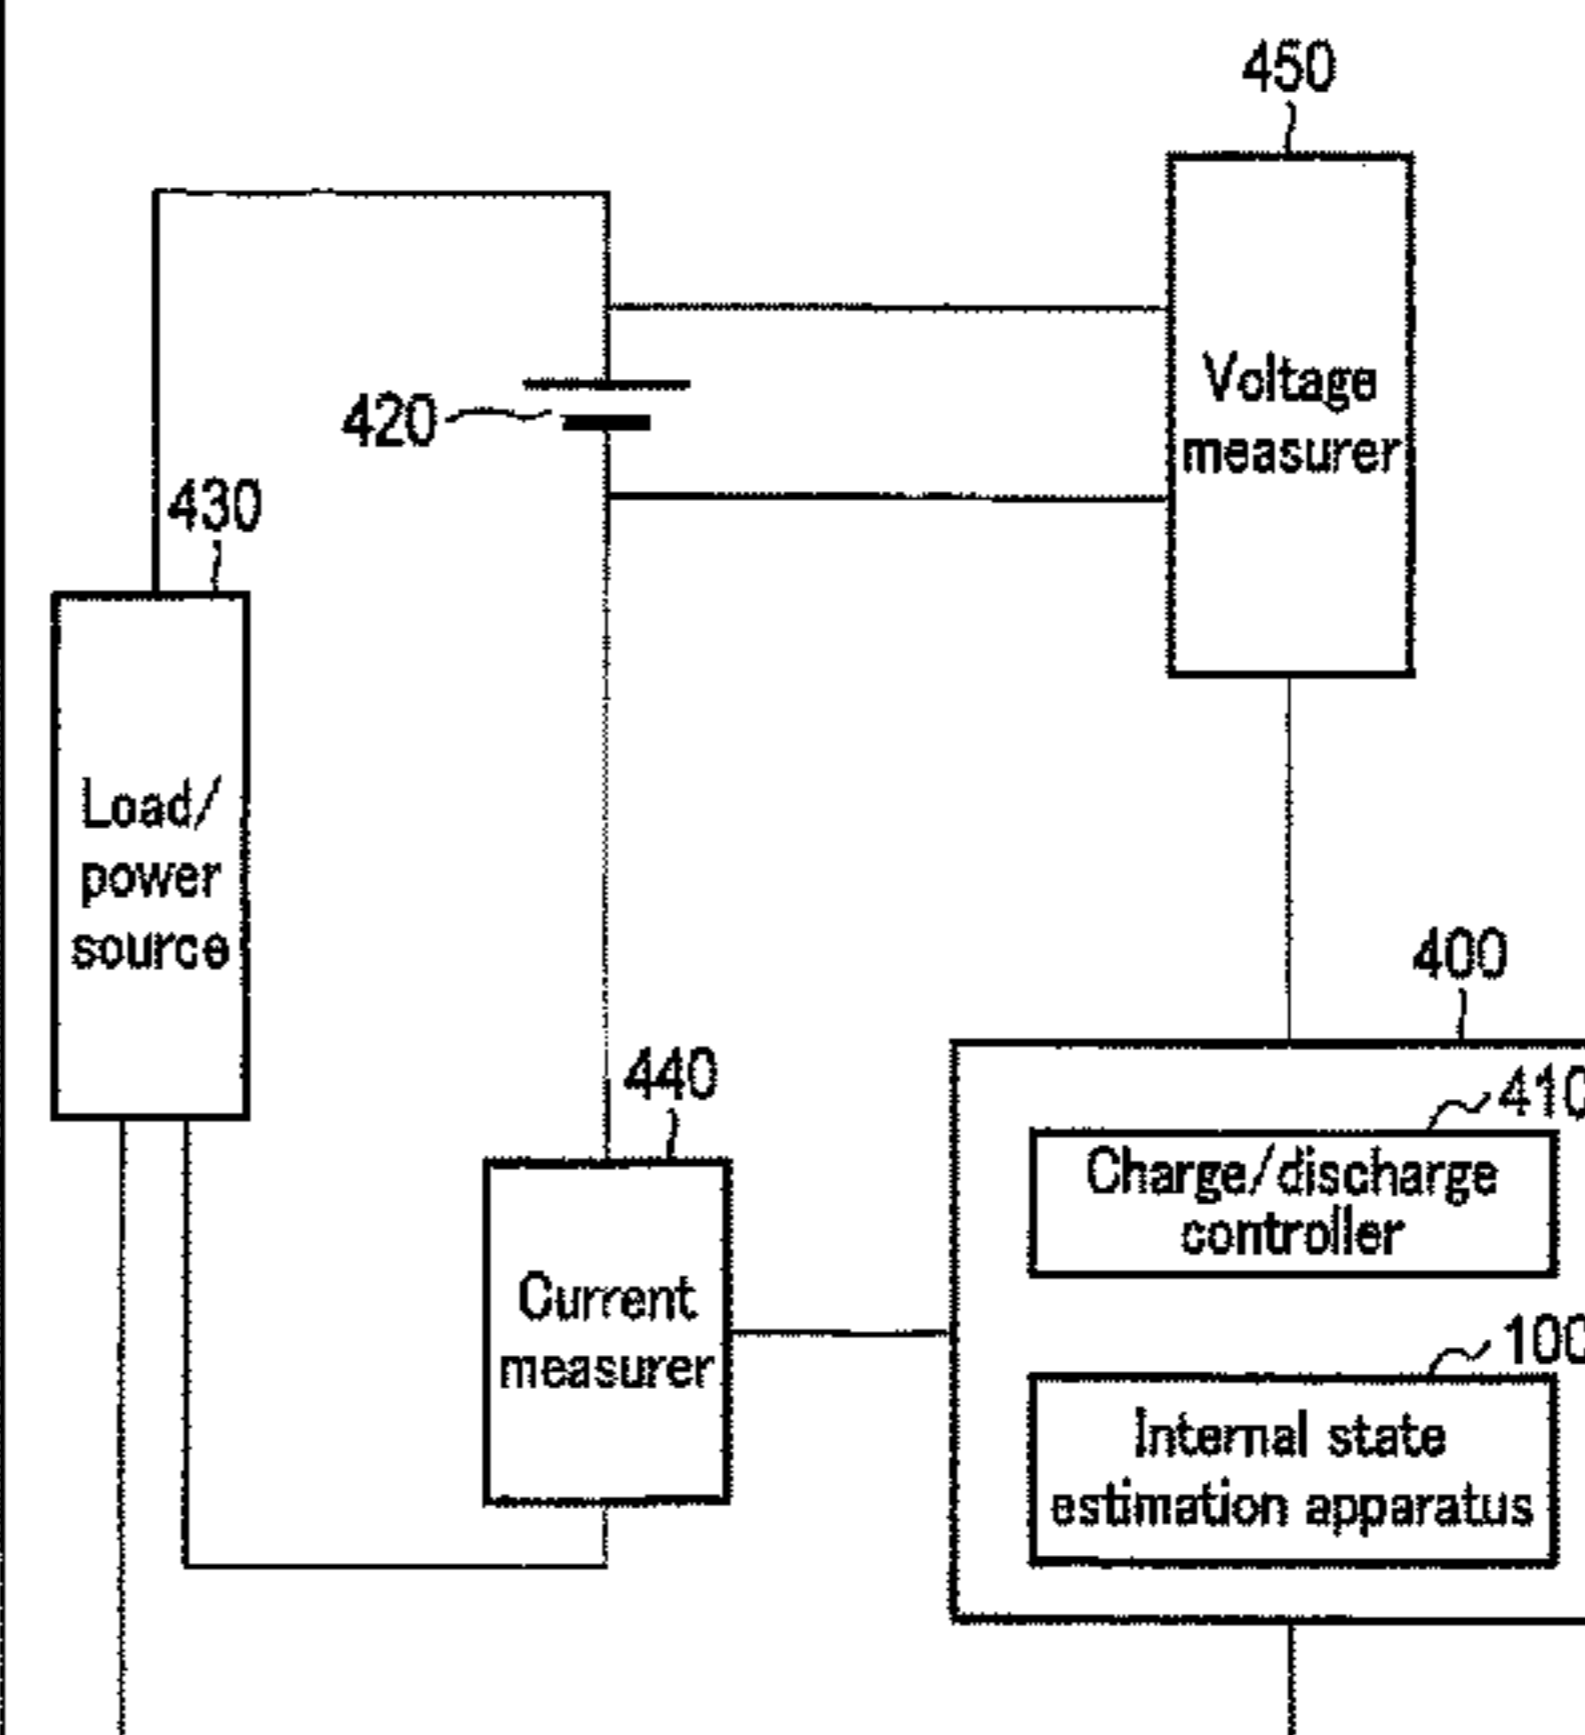 450
Voltage
measurer
420
430
Load/
power
source
400
440
410
Charge/discharge
controller
Current
measurer
100
Internal state
estimation apparatus